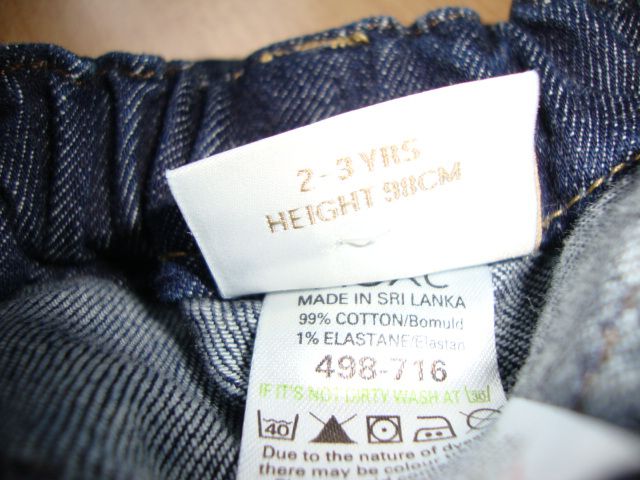 2 - 3 YRS
HEIGHT 98CM
MADE IN SRI LANKA
99% COTTON/Bomuld
1% ELASTANE/Elastan
498-716
IF IT'S NOT DIRTY WASH AT 30
40
Due to the nature of
there may be colour